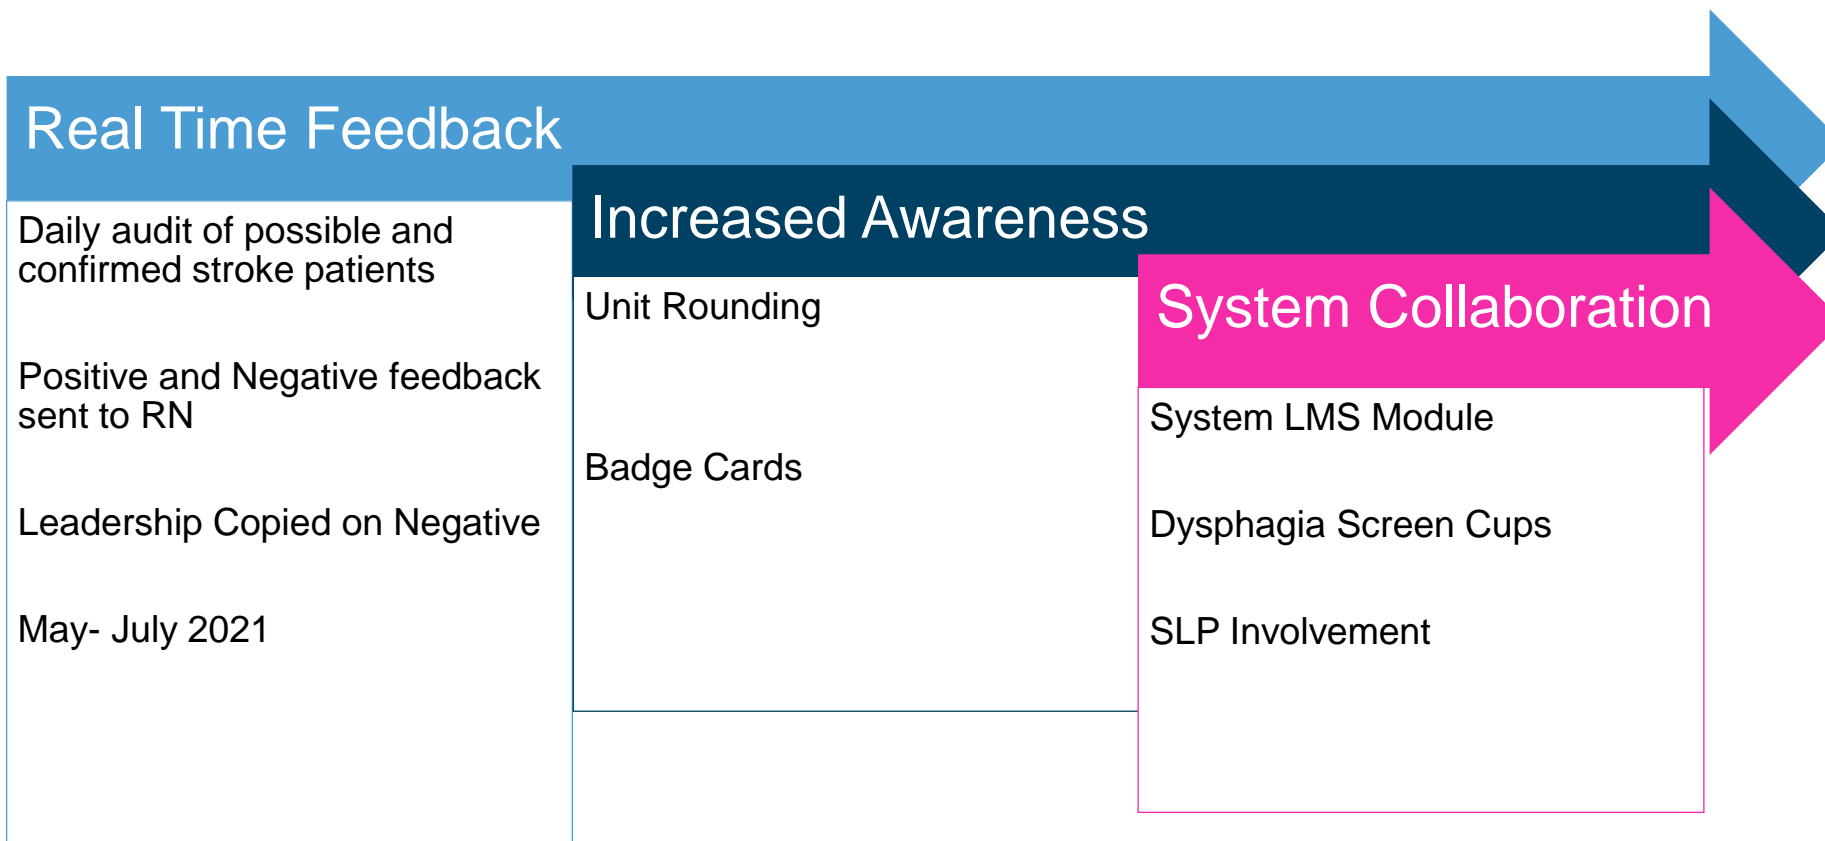 Real Time Feedback
Daily audit of possible and
confirmed stroke patients
Positive and Negative feedback
sent to RN
Leadership Copied on Negative
May- July 2021
Increased Awareness
Unit Rounding
Badge Cards
System Collaboration
System LMS Module
Dysphagia Screen Cups
SLP Involvement